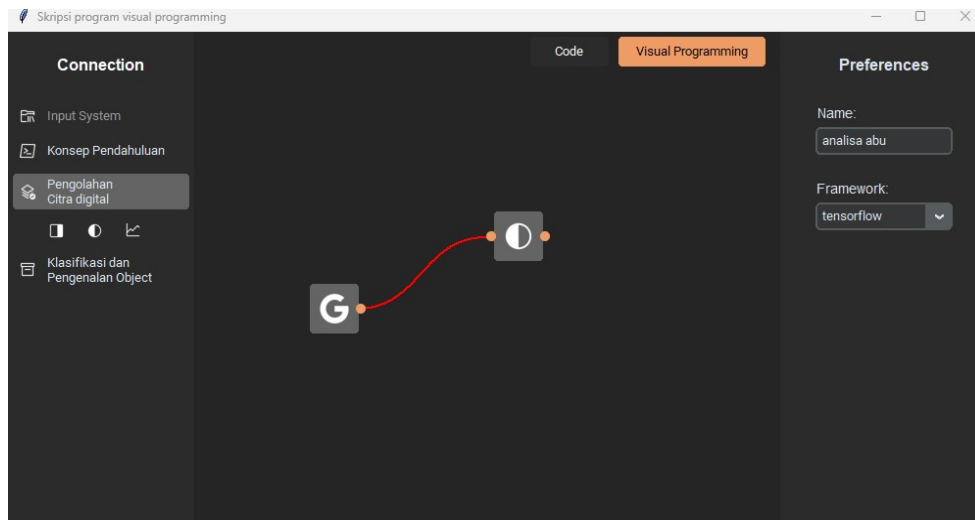 Skripsi program visual programming
Connection
Input System
Konsep Pendahuluan
Pengolahan
Citra digital
Klasifikasi dan
Pengenalan Object
Code
Visual Programming
G
Preferences
Name:
analisa abu
Framework:
tensorflow